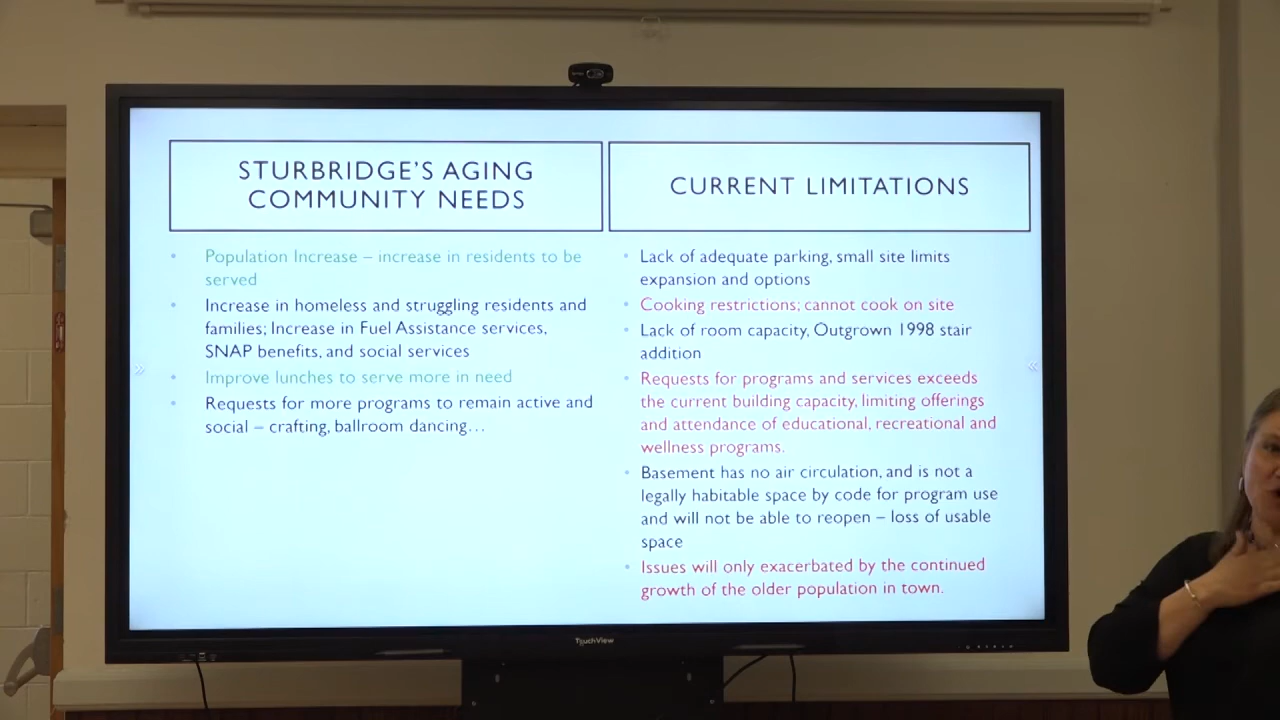 STURBRIDGE'S AGING
COMMUNITY NEEDS
• Population Increase – increase in residents to be
served
• Increase in homeless and struggling residents and
families; Increase in Fuel Assistance services,
SNAP benefits, and social services
• Improve lunches to serve more in need
• Requests for more programs to remain active and
social – crafting, ballroom dancing…
CURRENT LIMITATIONS
• Lack of adequate parking, small site limits
expansion and options
• Cooking restrictions; cannot cook on site
• Lack of room capacity, Outgrown 1998 stair
addition
• Requests for programs and services exceeds
the current building capacity, limiting offerings
and attendance of educational, recreational and
wellness programs.
• Basement has no air circulation, and is not a
legally habitable space by code for program use
and will not be able to reopen – loss of usable
space
• Issues will only exacerbated by the continued
growth of the older population in town.
TouchView